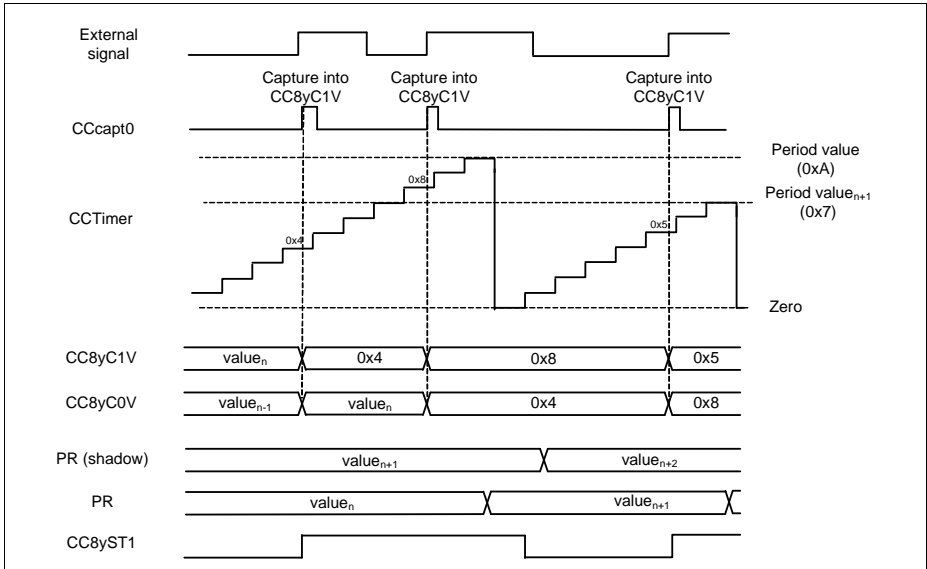 External
signal
Capture into
CC8yC1V
Capture into
CC8yC1V
Capture into
CC8yC1V
CCcapt0
Period value
(0xA)
0x8
Period valueₙ₊₁
(0x7)
CCTimer
0x4
0x5
Zero
CC8yC1V
valueₙ
0x4
0x8
0x5
CC8yC0V
valueₙ₋₁
valueₙ
0x4
0x8
PR (shadow)
valueₙ₊₁
valueₙ₊₂
PR
valueₙ
valueₙ₊₁
CC8yST1